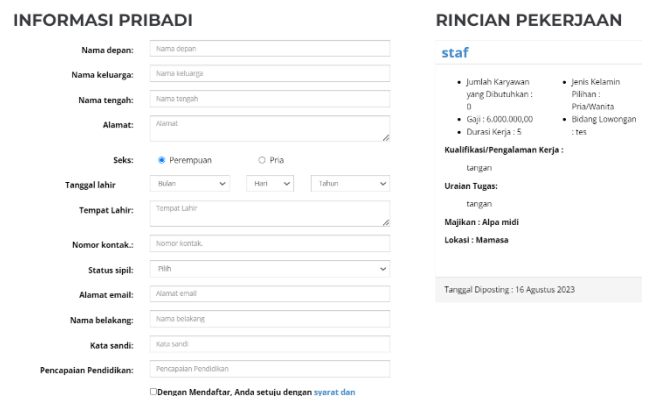 INFORMASI PRIBADI
Nama depan:
Nama depan
Nama keluarga:
Nama keluarga
Nama tengah:
Nama tengah
Alamat:
Alamat
Seks:
Perempuan
Pria
Tanggal lahir
Bulan
Hari
Tahun
Tempat Lahir:
Tempat Lahir
Nomor kontak.:
Nomor kontak.
Status sipil:
Pilih
Alamat email:
Alamat email
Nama belakang:
Nama belakang
Kata sandi:
Kata sandi
Pencapaian Pendidikan:
Pencapaian Pendidikan
Dengan Mendaftar, Anda setuju dengan syarat dan
RINCIAN PEKERJAAN
staf
Jumlah Karyawan
yang Dibutuhkan :
0
Gaji : 6.000.000,00
Durasi Kerja : 5
Jenis Kelamin
Pilihan :
Pria/Wanita
Bidang Lowongan
: tes
Kualifikasi/Pengalaman Kerja :
tangan
Uraian Tugas:
tangan
Majikan : Alpa midi
Lokasi : Mamasa
Tanggal Diposting : 16 Agustus 2023